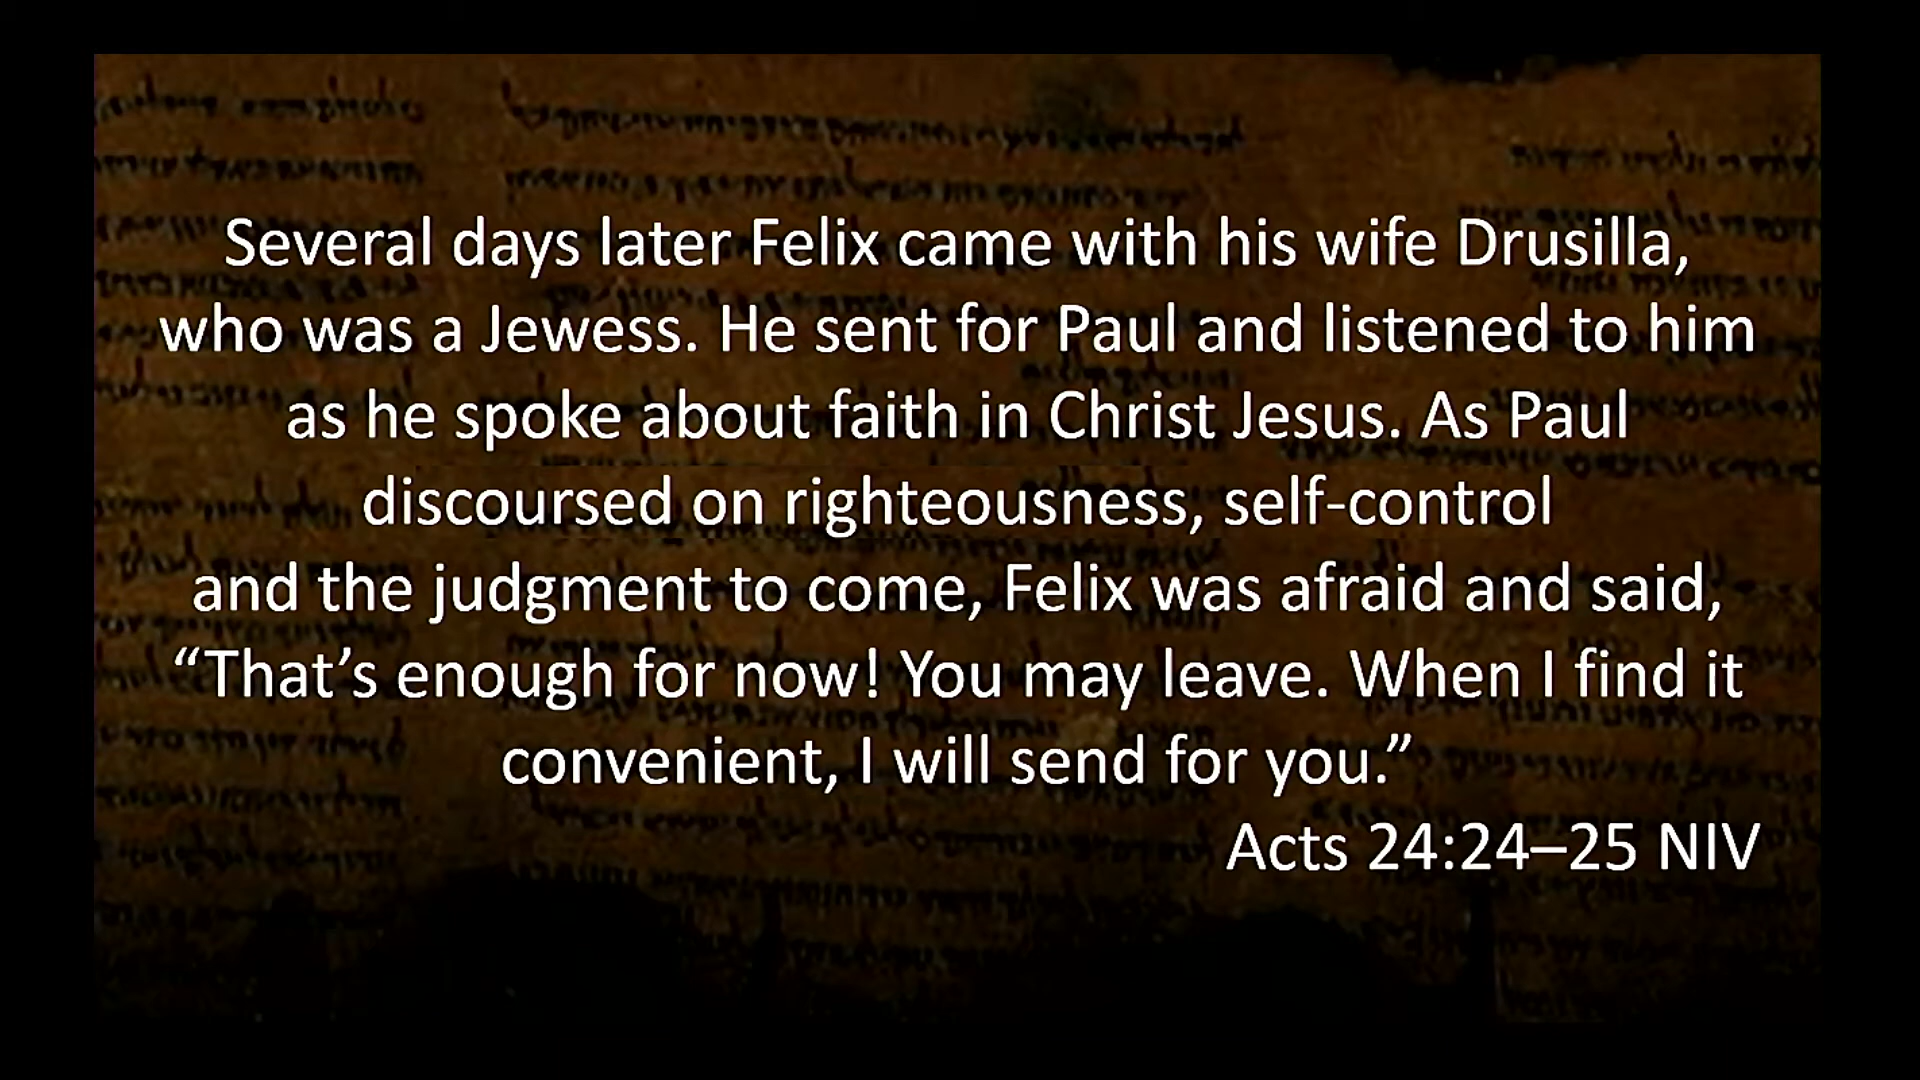 Several days later Felix came with his wife Drusilla,
who was a Jewess. He sent for Paul and listened to him
as he spoke about faith in Christ Jesus. As Paul
discoursed on righteousness, self-control
and the judgment to come, Felix was afraid and said,
“That’s enough for now! You may leave. When I find it
convenient, I will send for you.”
Acts 24:24–25 NIV